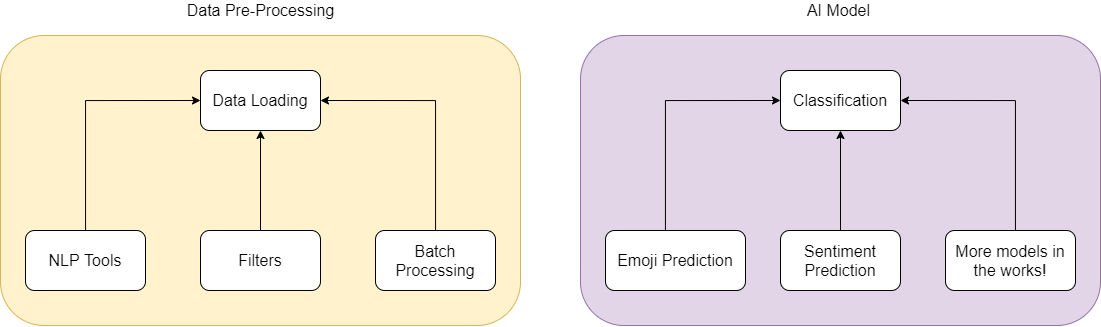 Data Pre-Processing
AI Model
Data Loading
Classification
NLP Tools
Filters
Batch
Processing
Emoji Prediction
Sentiment
Prediction
More models in
the works!